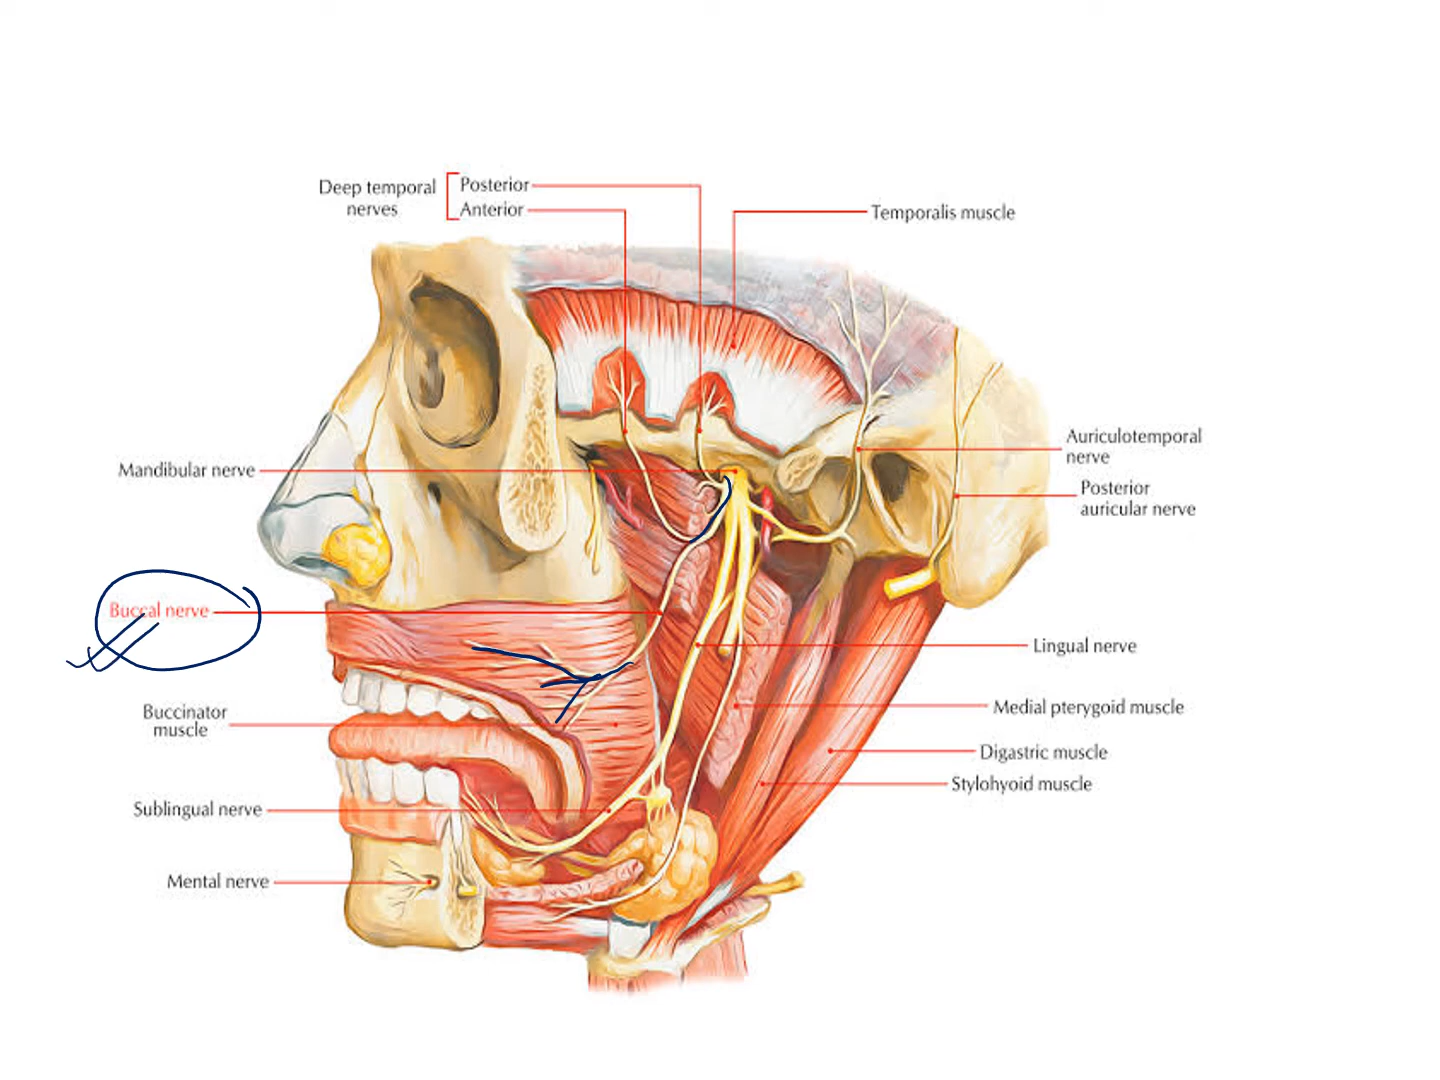 Deep temporal
nerves
Posterior
Anterior
Temporalis muscle
Mandibular nerve
Auriculotemporal
nerve
Posterior
auricular nerve
Buccal nerve
Lingual nerve
Medial pterygoid muscle
Buccinator
muscle
Digastric muscle
Stylohyoid muscle
Sublingual nerve
Mental nerve